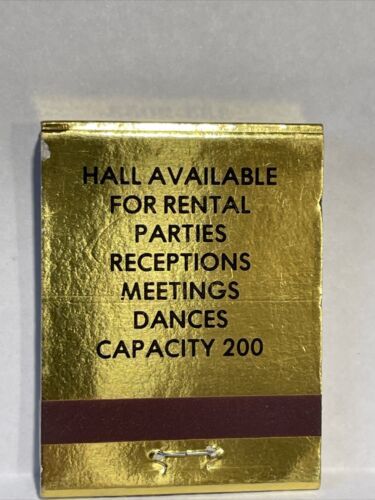 HALL AVAILABLE
FOR RENTAL
PARTIES
RECEPTIONS
MEETINGS
DANCES
CAPACITY 200